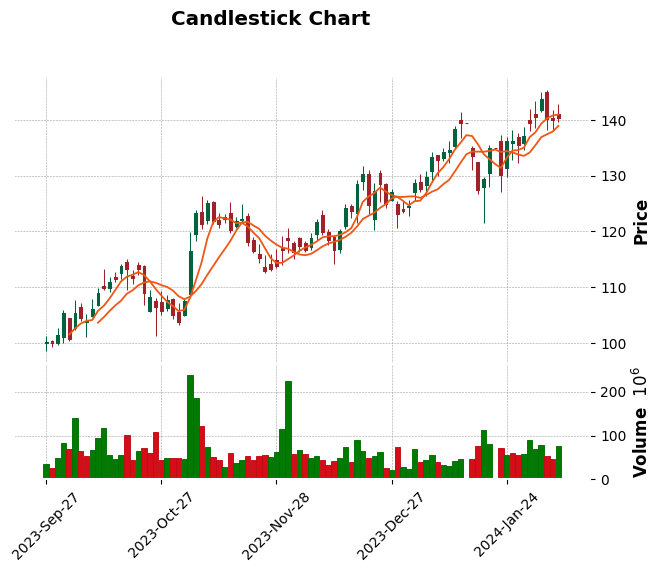 Candlestick Chart
140
130
120
110
100
Price
200
100
0
Volume 10^6
2023-Sep-27
2023-Oct-27
2023-Nov-28
2023-Dec-27
2024-Jan-24